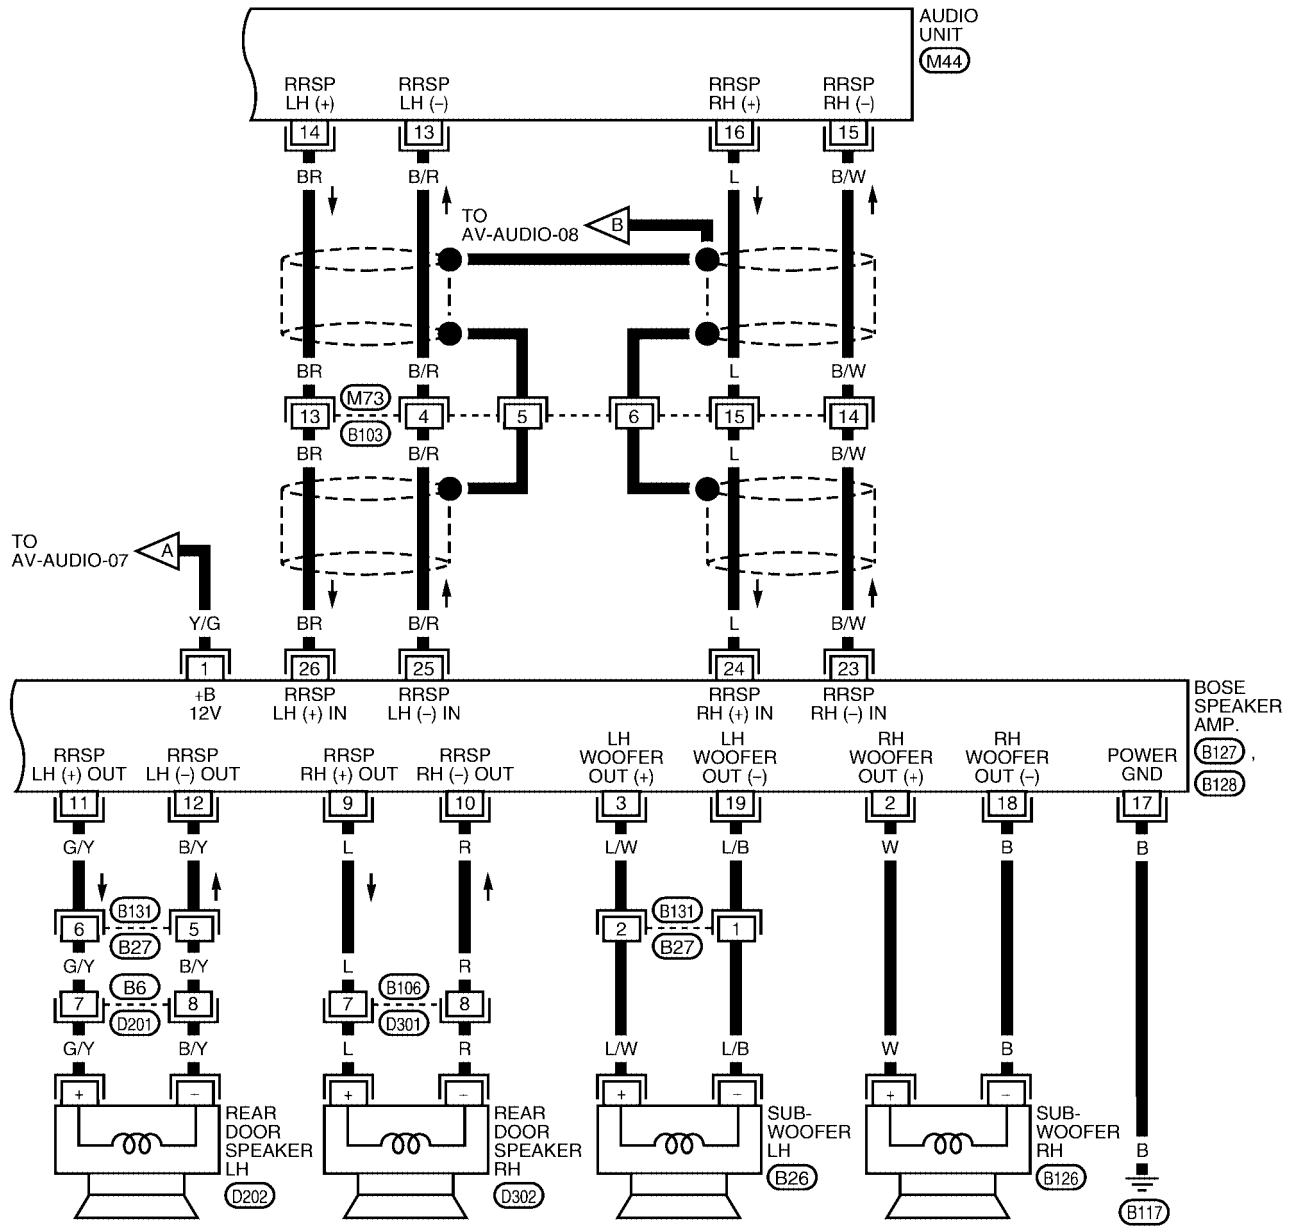 AUDIO
UNIT
M44
RRSP
LH (+)
RRSP
LH (–)
RRSP
RH (+)
RRSP
RH (–)
14 13 16 15
BR B/R L B/W
TO
AV-AUDIO-08
B
BR B/R L B/W
M73
13 4 5 6 15 14
B103
BR B/R L B/W
TO
AV-AUDIO-07
A
Y/G BR B/R L B/W
1 26 25 24 23
+B
12V
RRSP
LH (+) IN
RRSP
LH (–) IN
RRSP
RH (+) IN
RRSP
RH (–) IN
BOSE
SPEAKER
AMP.
B127 ,
B128
RRSP
LH (+) OUT
RRSP
LH (–) OUT
RRSP
RH (+) OUT
RRSP
RH (–) OUT
LH
WOOFER
OUT (+)
LH
WOOFER
OUT (–)
RH
WOOFER
OUT (+)
RH
WOOFER
OUT (–)
POWER
GND
11 12 9 10 3 19 2 18 17
G/Y B/Y L R L/W L/B W B B
B131 B131
6 5 2 1
B27 B27
G/Y B/Y L R
B6 B106
7 8 7 8
D201 D301
G/Y B/Y L R L/W L/B W B
+ – + – + – + –
REAR
DOOR
SPEAKER
LH
D202
REAR
DOOR
SPEAKER
RH
D302
SUB-
WOOFER
LH
B26
SUB-
WOOFER
RH
B126
B
B117